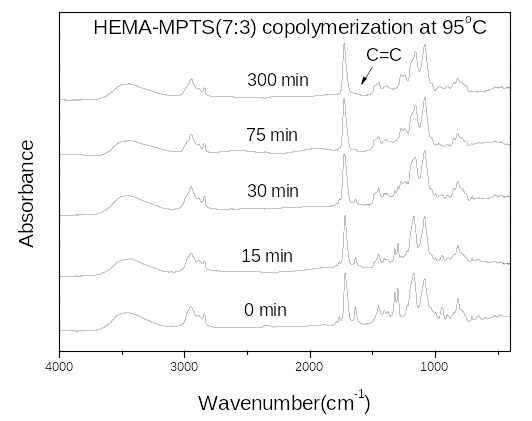 HEMA-MPTS(7:3) copolymerization at 95°C
C=C
300 min
75 min
30 min
15 min
0 min
Absorbance
4000 3000 2000 1000
Wavenumber(cm⁻¹)